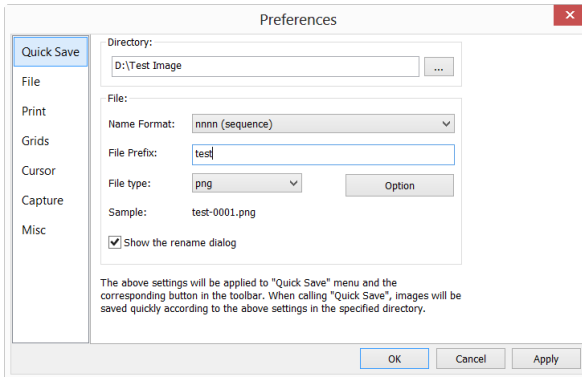 Preferences
Quick Save
File
Print
Grids
Cursor
Capture
Misc
Directory:
D:\Test Image
...
File:
Name Format: nnnn (sequence)
File Prefix: test
File type: png Option
Sample: test-0001.png
Show the rename dialog
The above settings will be applied to "Quick Save" menu and the
corresponding button in the toolbar. When calling "Quick Save", images will be
saved quickly according to the above settings in the specified directory.
OK Cancel Apply